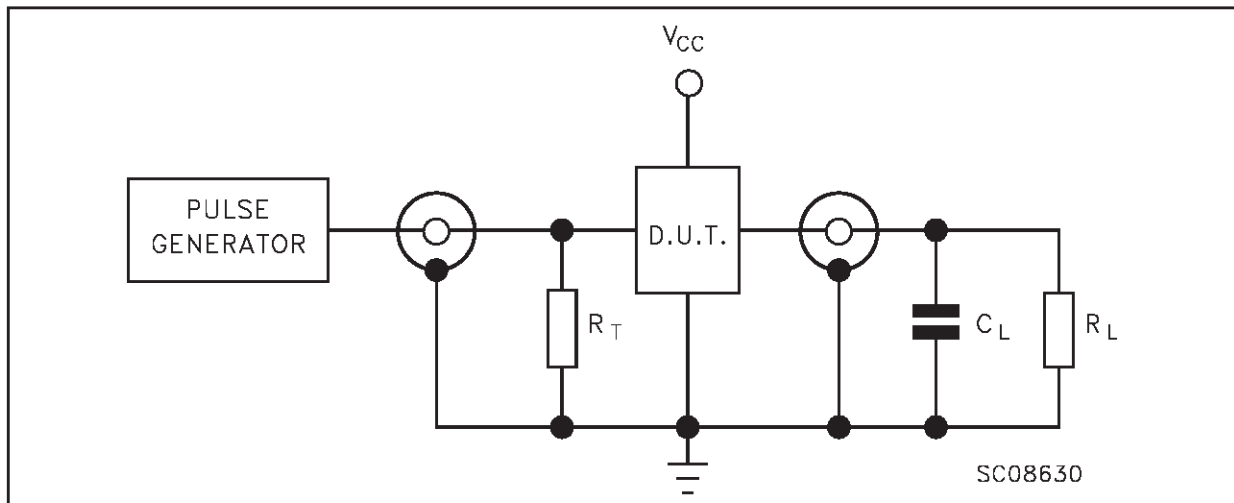 VCC
PULSE
GENERATOR
D.U.T.
RT
CL
RL
SC08630